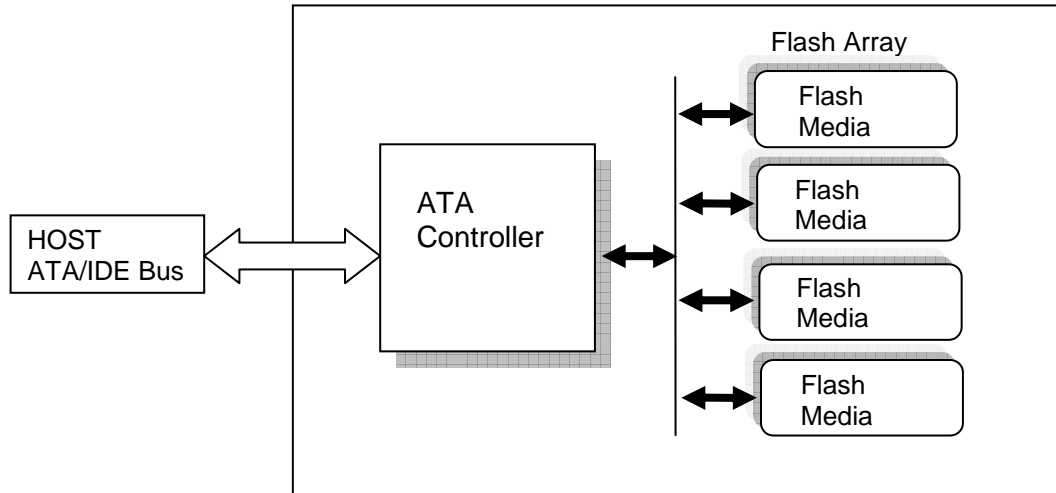 Flash Array
Flash
Media
Flash
Media
Flash
Media
Flash
Media
ATA
Controller
HOST
ATA/IDE Bus